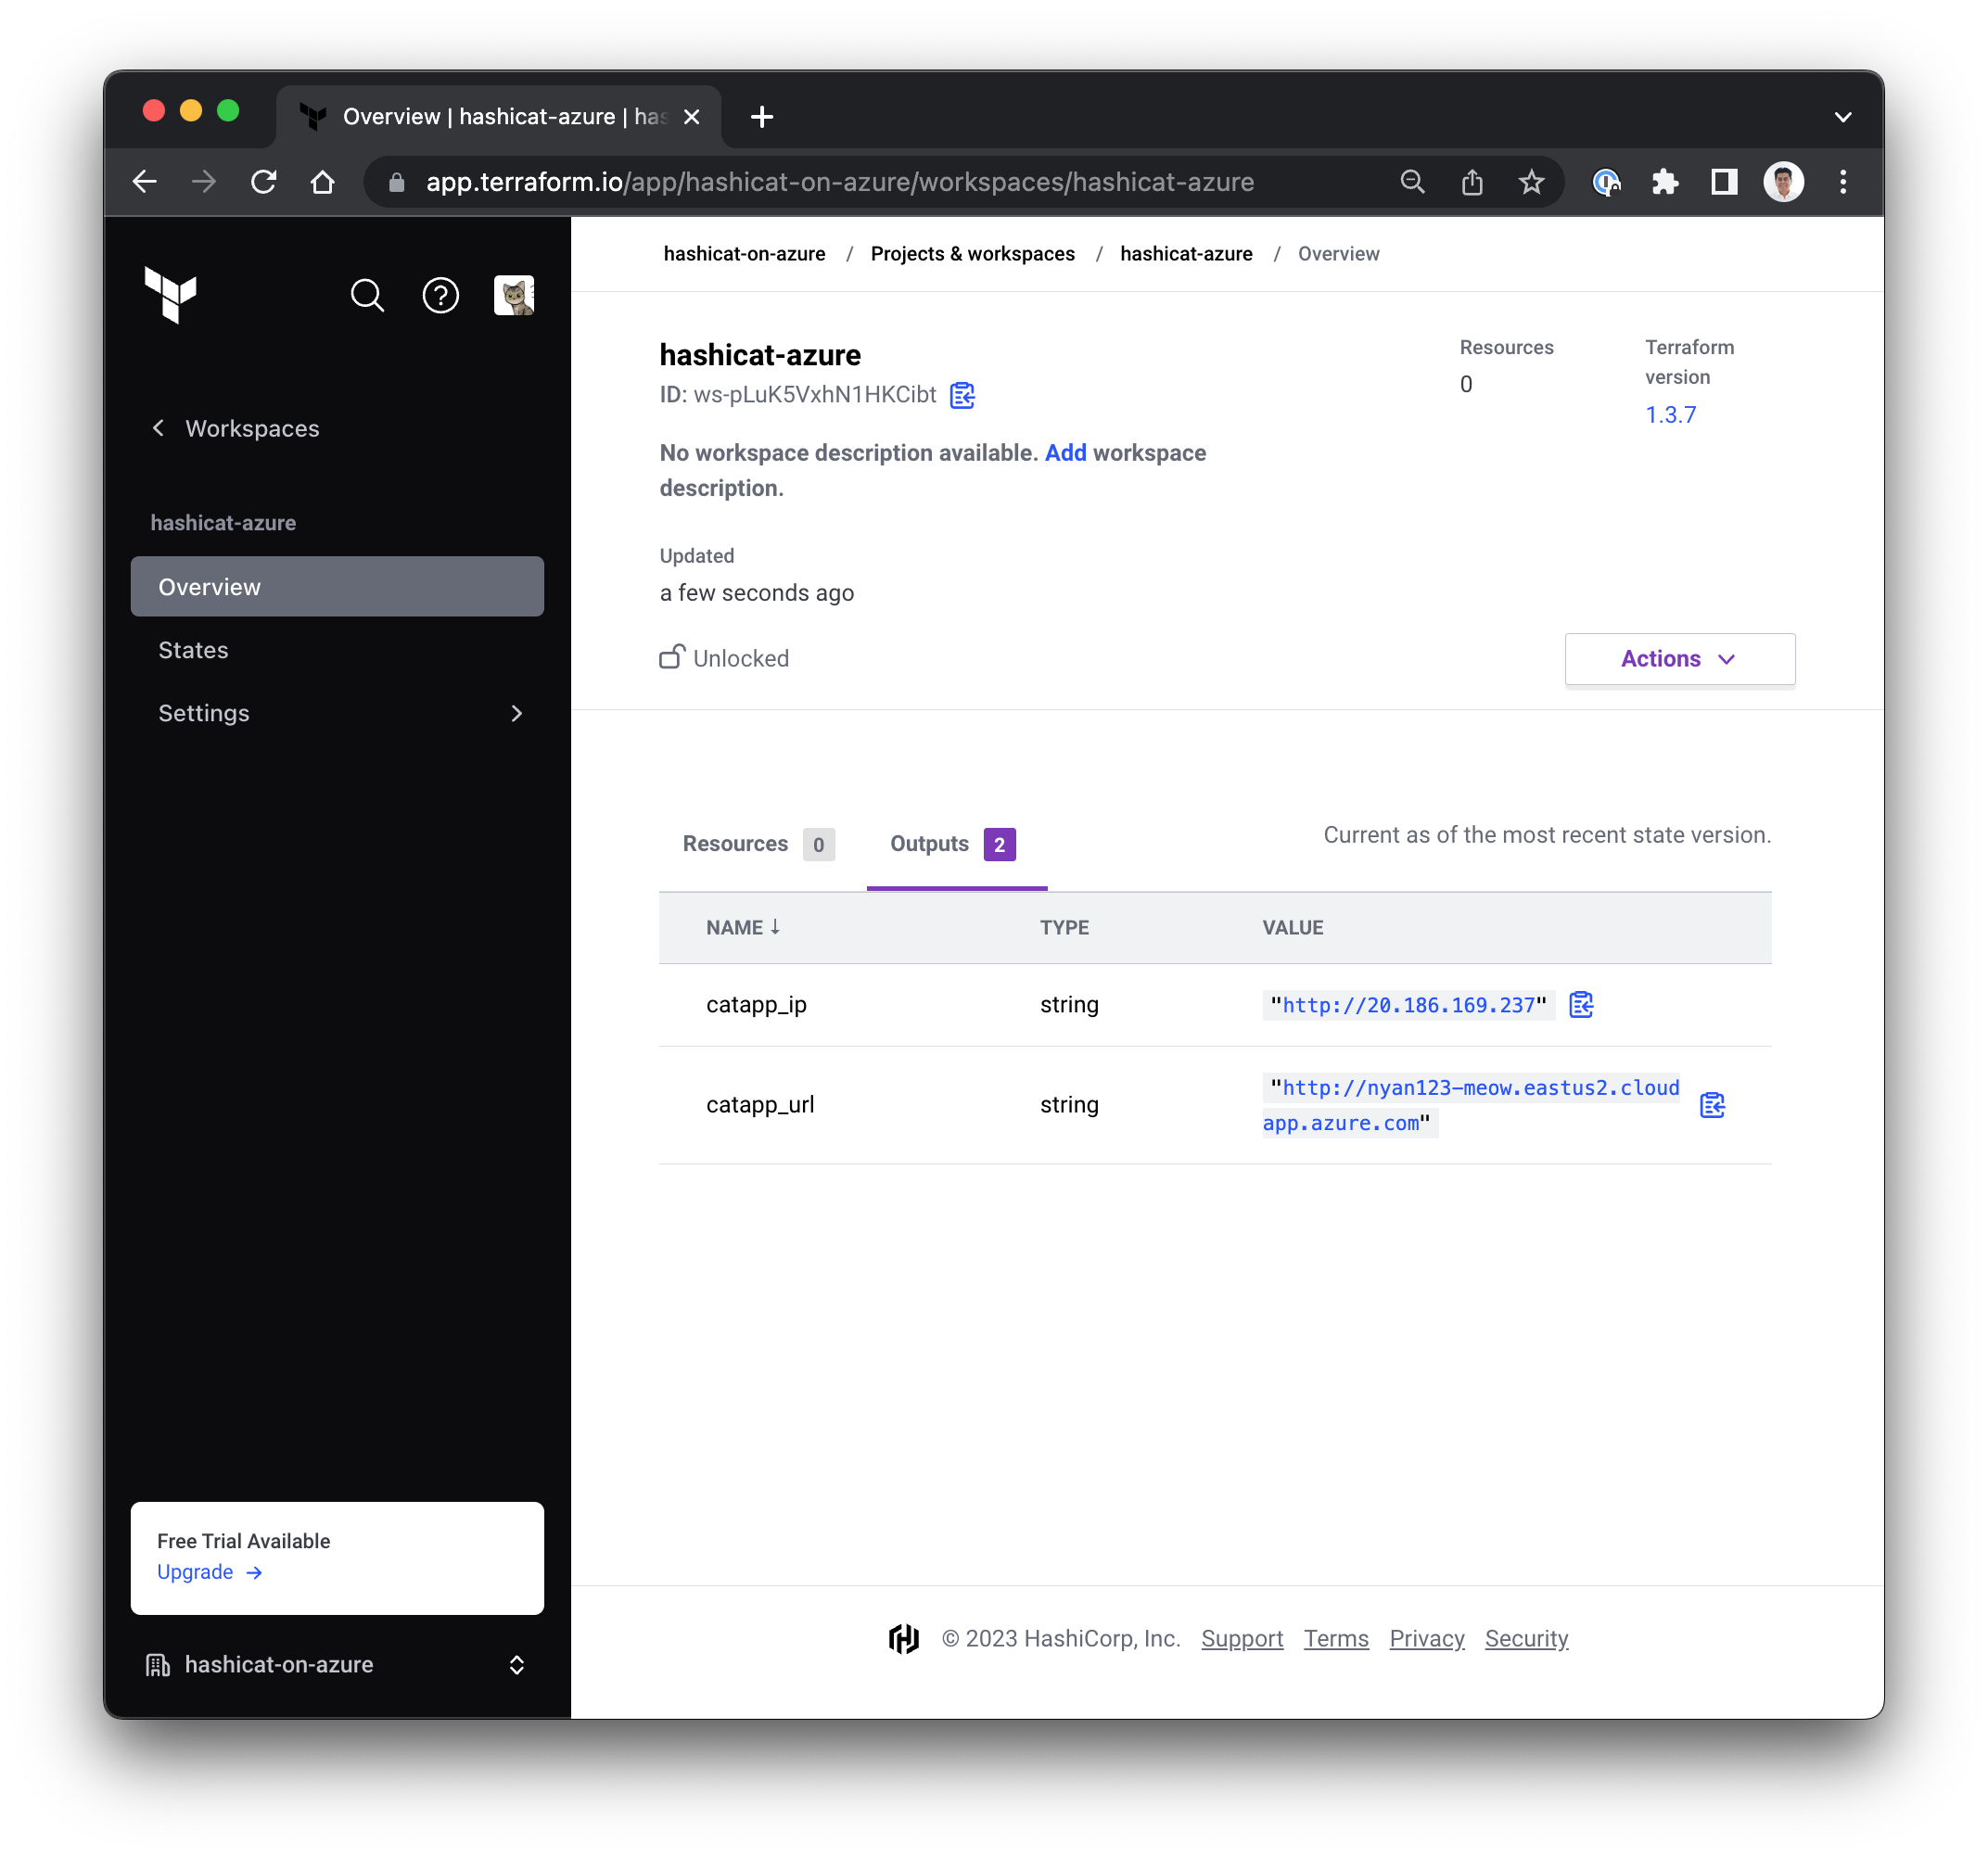 Overview | hashicat-azure | has
app.terraform.io/app/hashicat-on-azure/workspaces/hashicat-azure
hashicat-on-azure / Projects & workspaces / hashicat-azure / Overview
Workspaces
hashicat-azure
Overview
States
Settings
Free Trial Available
Upgrade →
hashicat-on-azure
hashicat-azure
ID: ws-pLuK5VxhN1HKCibt
No workspace description available. Add workspace
description.
Updated
a few seconds ago
Unlocked
Resources
0
Terraform
version
1.3.7
Actions
Resources 0
Outputs 2
Current as of the most recent state version.
NAME ↓ TYPE VALUE
catapp_ip string "http://20.186.169.237"
catapp_url string "http://nyan123-meow.eastus2.cloud
app.azure.com"
© 2023 HashiCorp, Inc. Support Terms Privacy Security